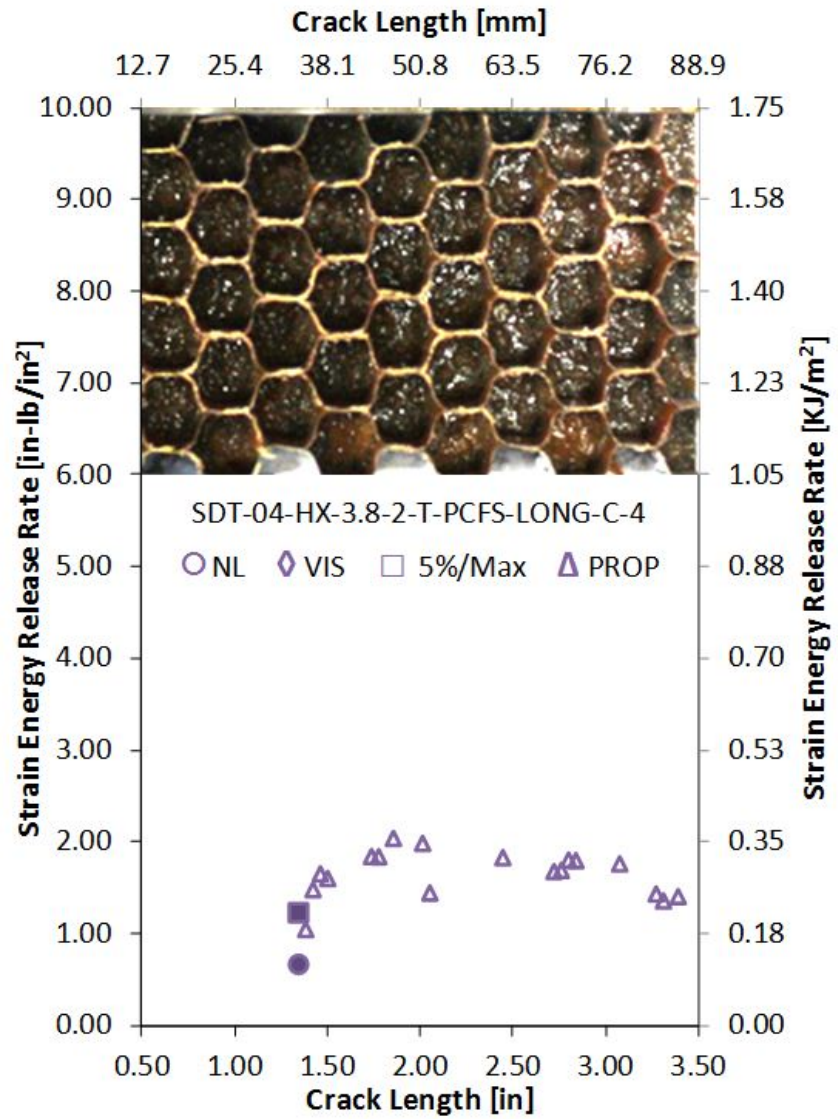 Crack Length [mm]
12.7 25.4 38.1 50.8 63.5 76.2 88.9
10.00 1.75
9.00 1.58
8.00 1.40
7.00 1.23
6.00 1.05
SDT-04-HX-3.8-2-T-PCFS-LONG-C-4
NL VIS 5%/Max PROP
5.00 0.88
4.00 0.70
3.00 0.53
2.00 0.35
1.00 0.18
0.00 0.00
0.50 1.00 1.50 2.00 2.50 3.00 3.50
Crack Length [in]
Strain Energy Release Rate [in-lb/in²]
Strain Energy Release Rate [KJ/m²]